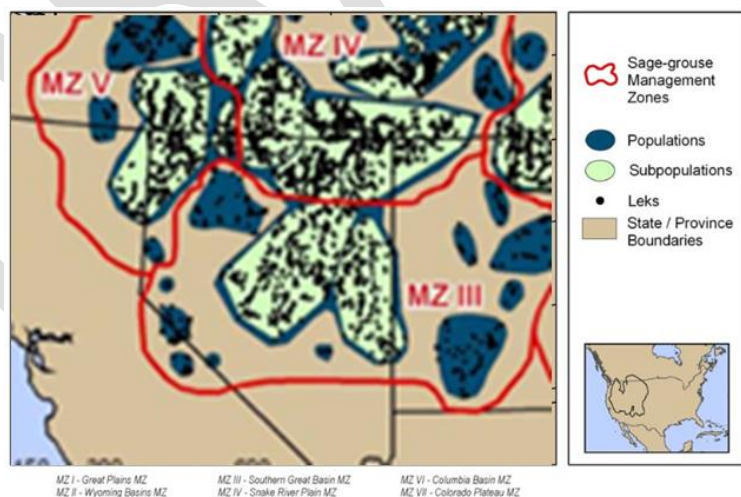 MZ IV
MZ V
MZ III
Sage-grouse
Management
Zones
Populations
Subpopulations
Leks
State / Province
Boundaries
MZ I - Great Plains MZ
MZ II - Wyoming Basins MZ
MZ III - Southern Great Basin MZ
MZ IV - Snake River Plain MZ
MZ VI - Columbia Basin MZ
MZ VII - Colorado Plateau MZ